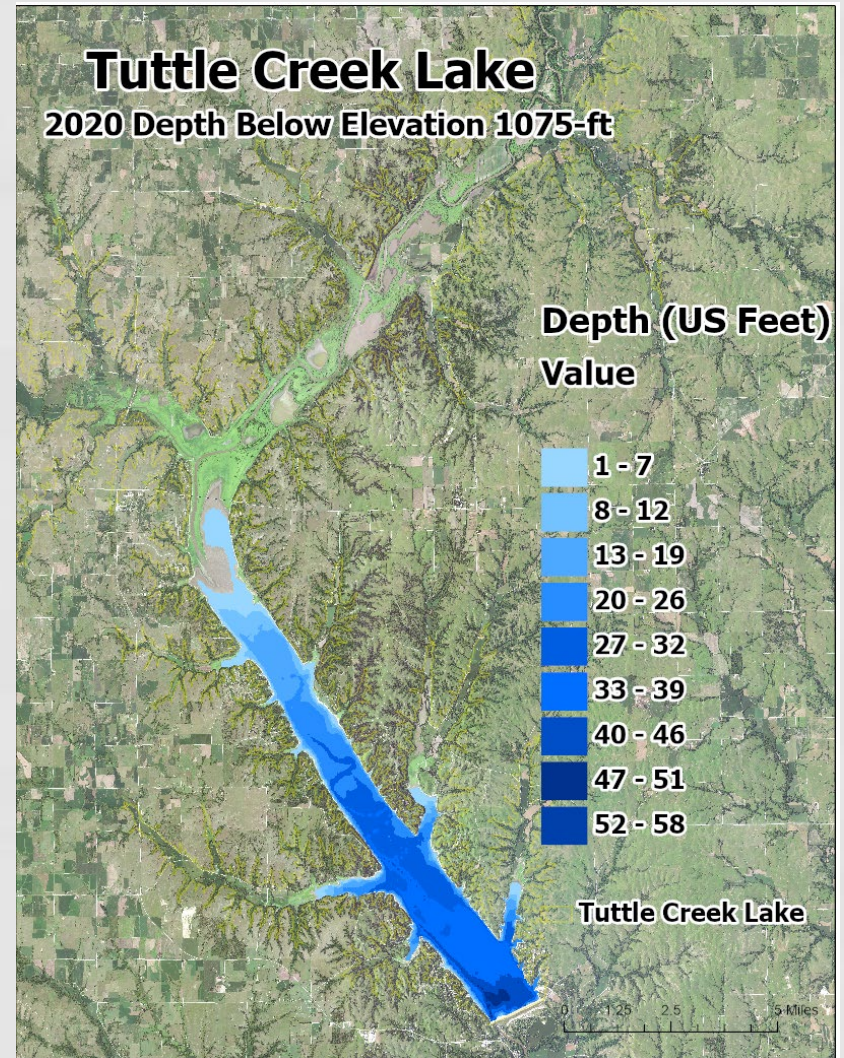 Tuttle Creek Lake
2020 Depth Below Elevation 1075-ft
Depth (US Feet)
Value
1 - 7
8 - 12
13 - 19
20 - 26
27 - 32
33 - 39
40 - 46
47 - 51
52 - 58
Tuttle Creek Lake
0 1.25 2.5 5 Miles